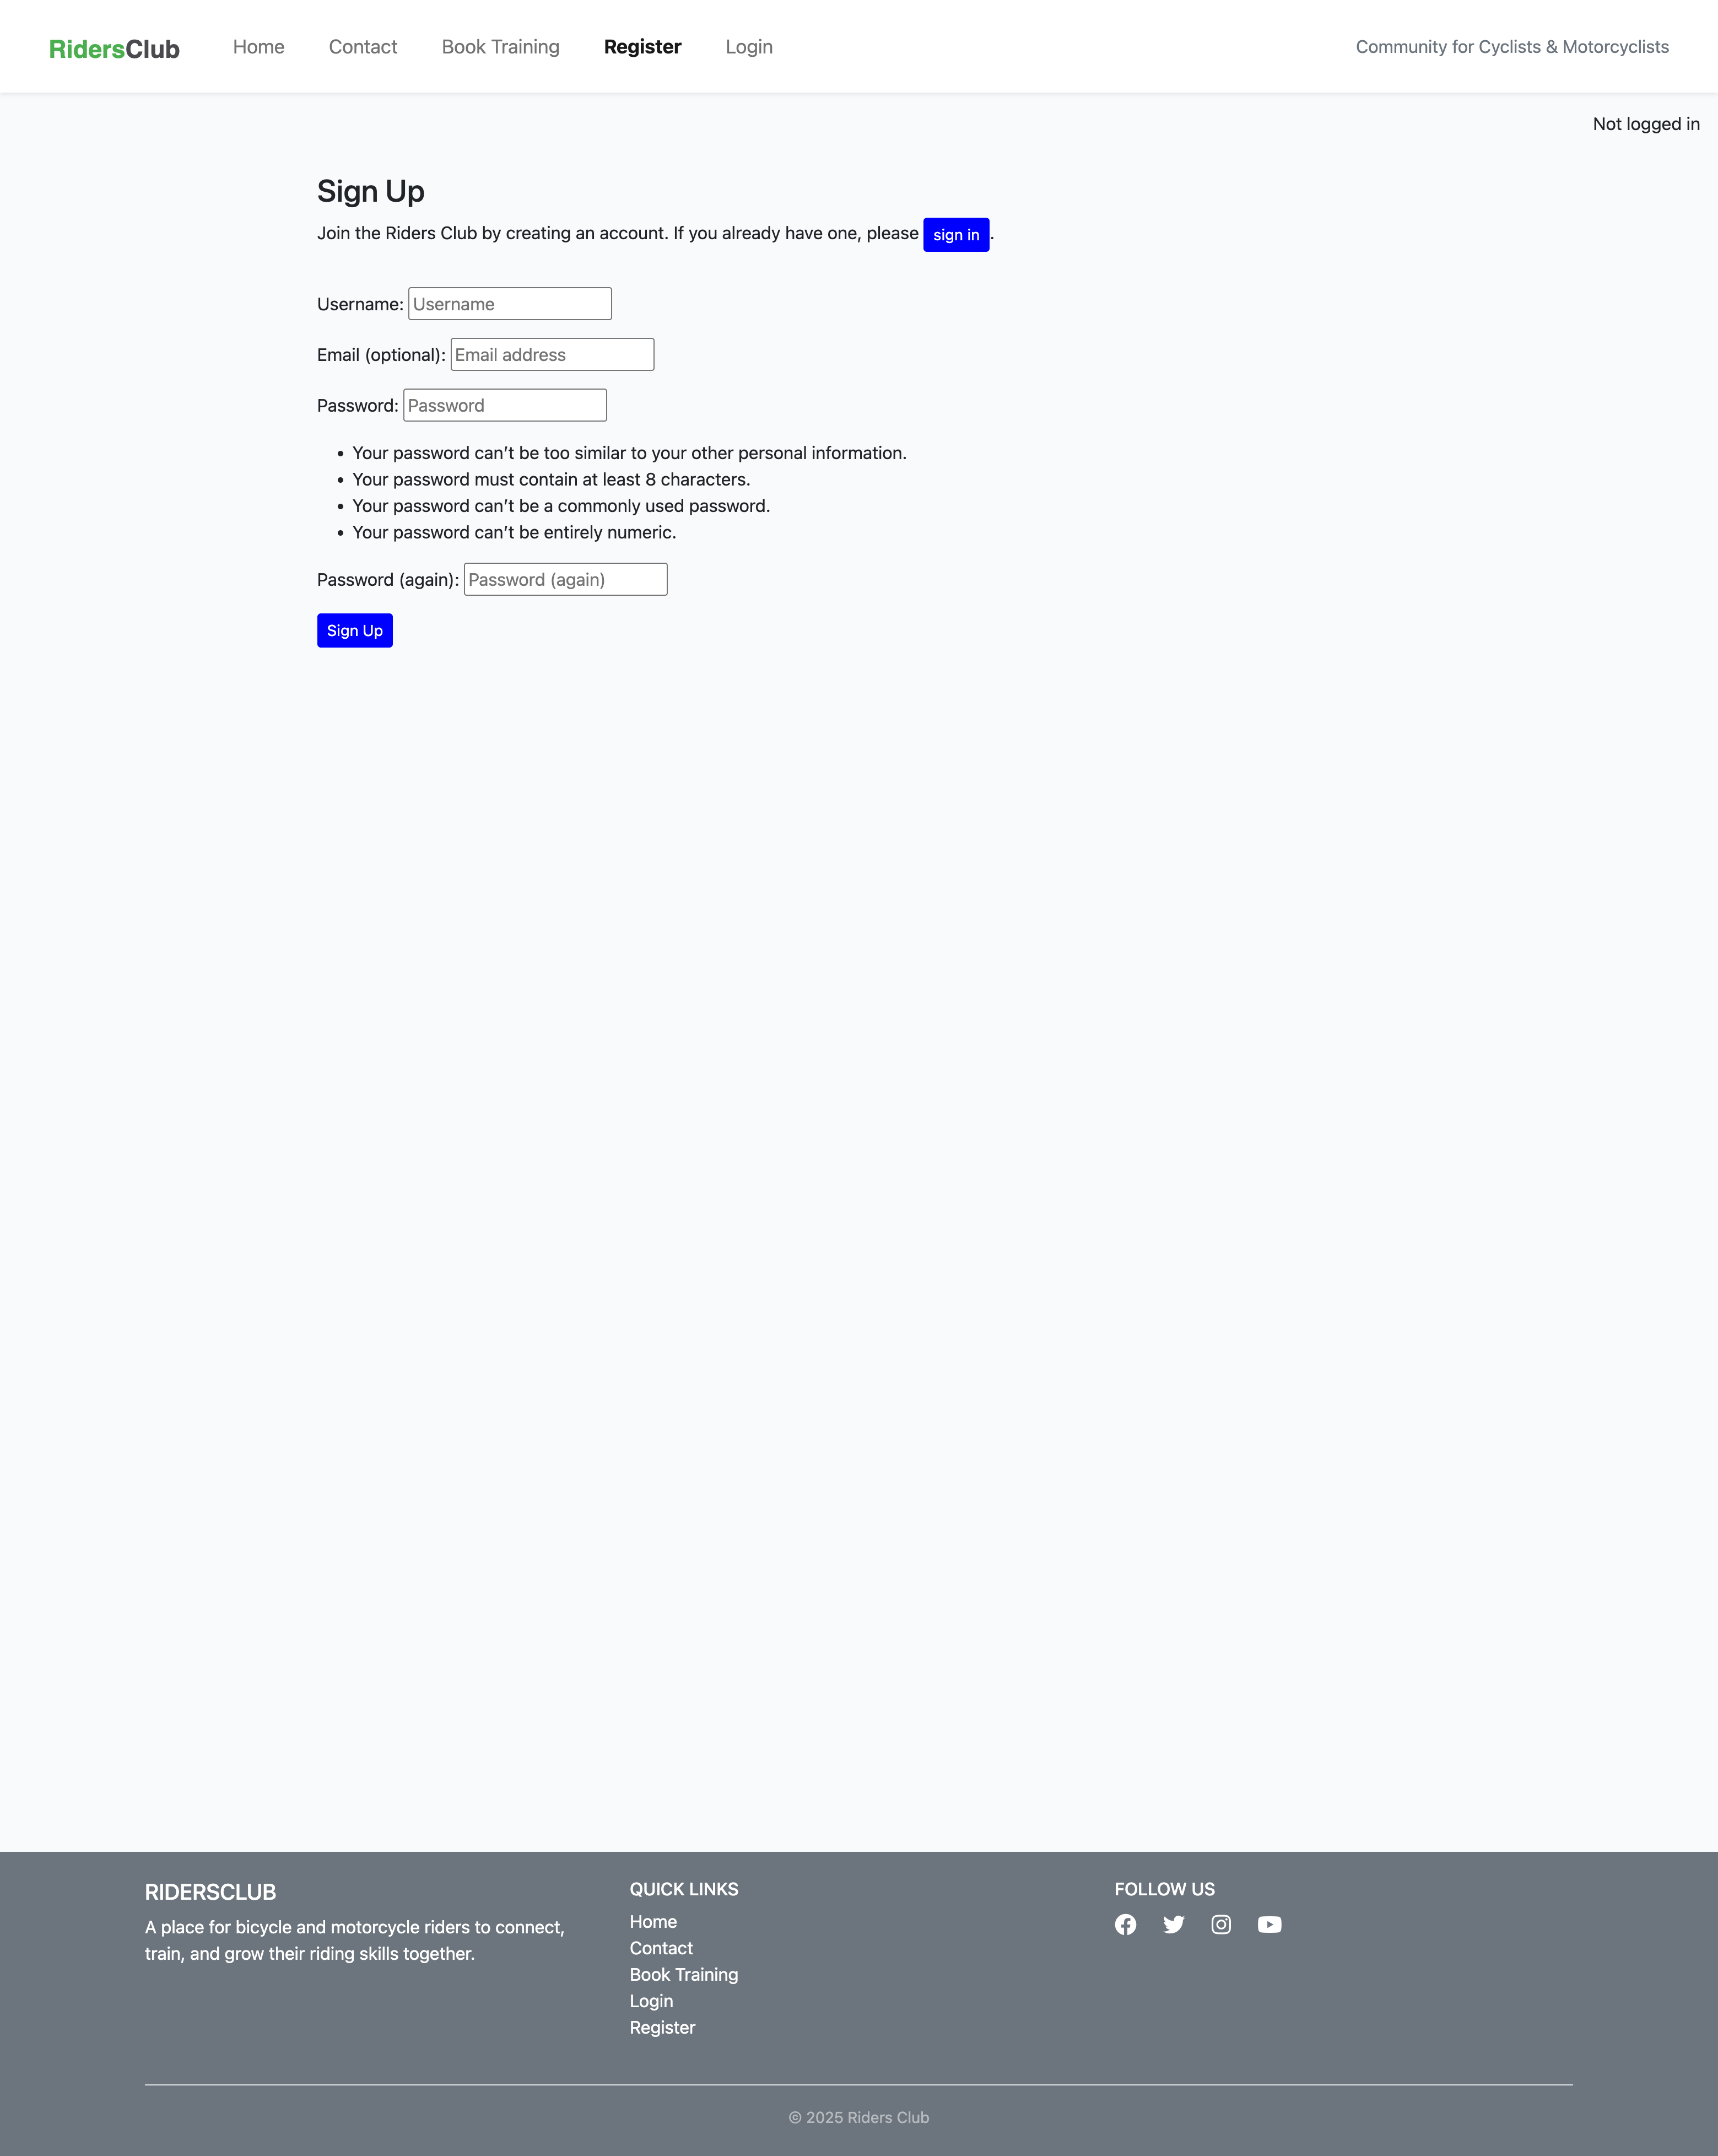 RidersClub
Home
Contact
Book Training
Register
Login
Community for Cyclists & Motorcyclists
Not logged in
Sign Up
Join the Riders Club by creating an account. If you already have one, please sign in.
Username: Username
Email (optional): Email address
Password: Password
• Your password can’t be too similar to your other personal information.
• Your password must contain at least 8 characters.
• Your password can’t be a commonly used password.
• Your password can’t be entirely numeric.
Password (again): Password (again)
Sign Up
RIDERSCLUB
A place for bicycle and motorcycle riders to connect,
train, and grow their riding skills together.
QUICK LINKS
Home
Contact
Book Training
Login
Register
FOLLOW US
© 2025 Riders Club